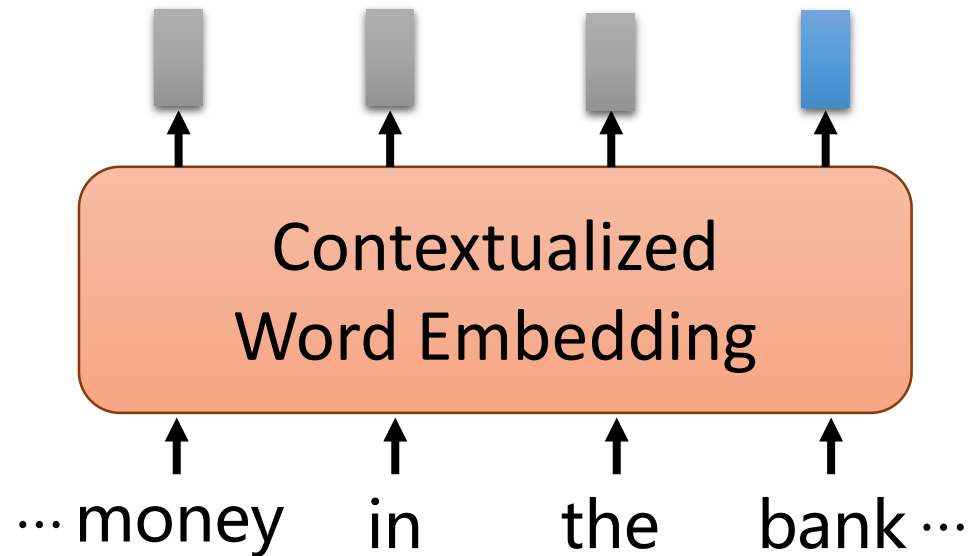 Contextualized
Word Embedding
… money in the bank …